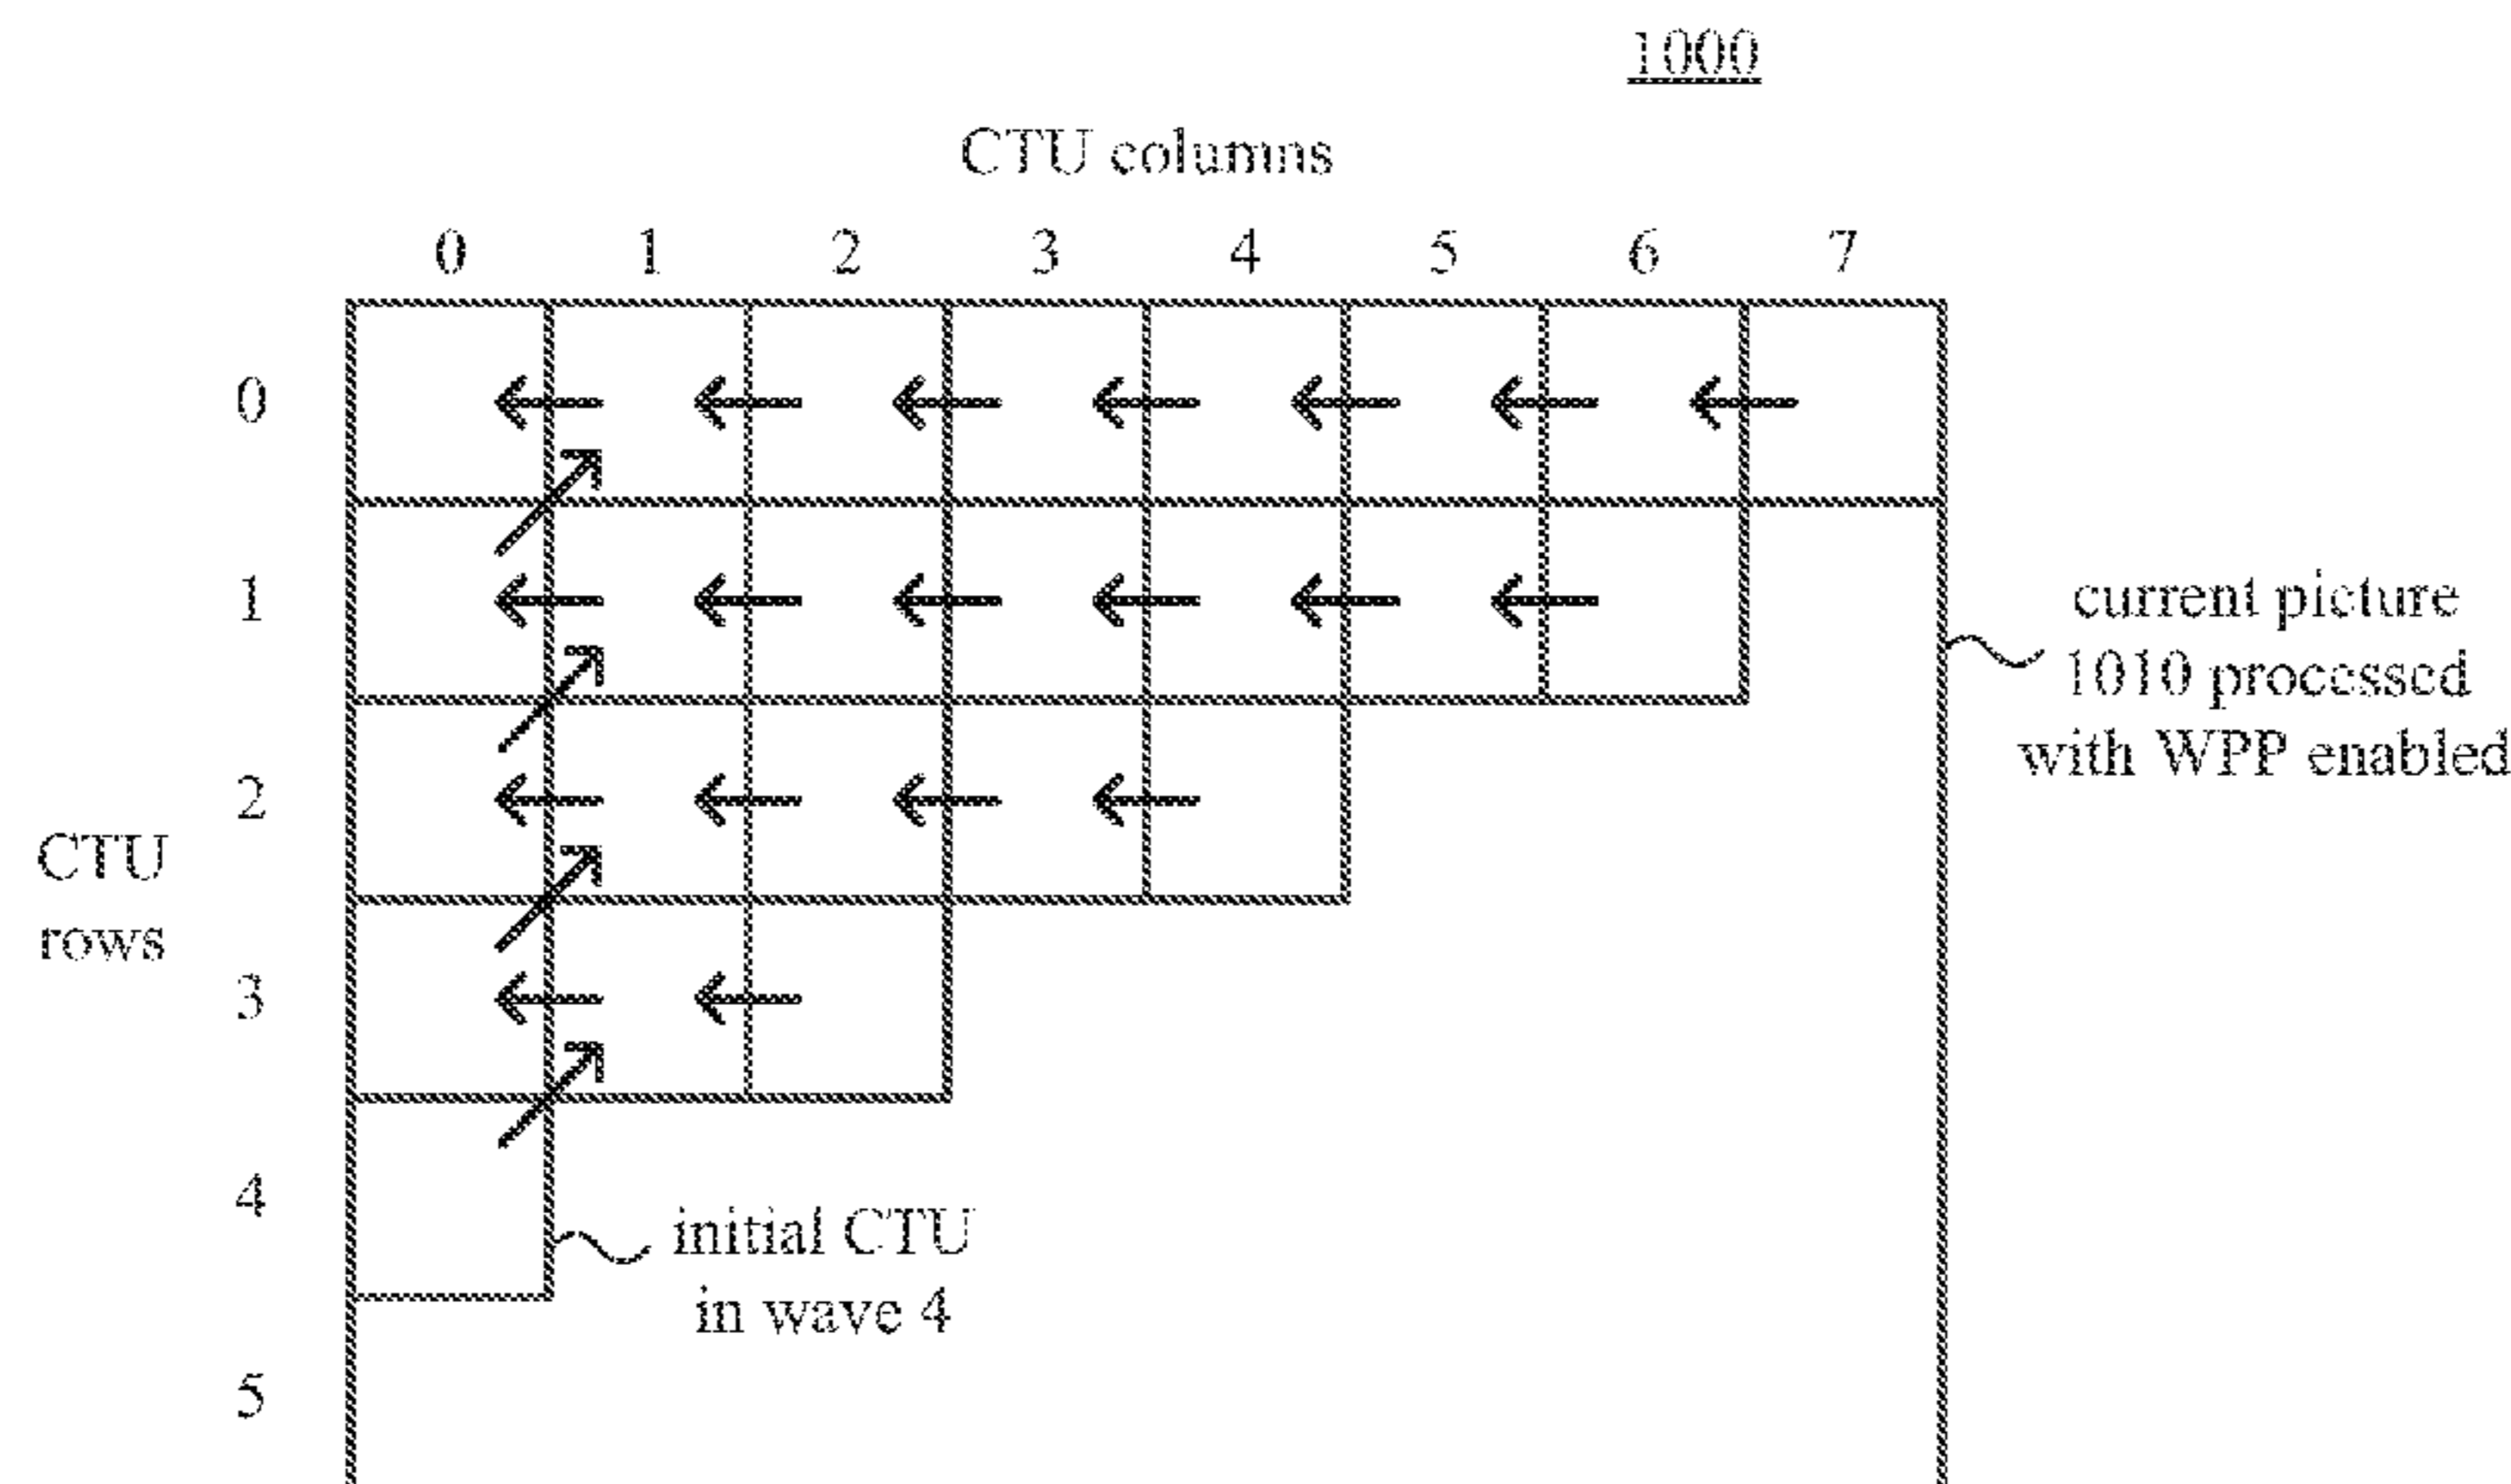 1000
CTU columns
0 1 2 3 4 5 6 7
0
1
current picture
1010 processed
with WPP enabled
2
CTU
rows
3
4
initial CTU
in wave 4
5